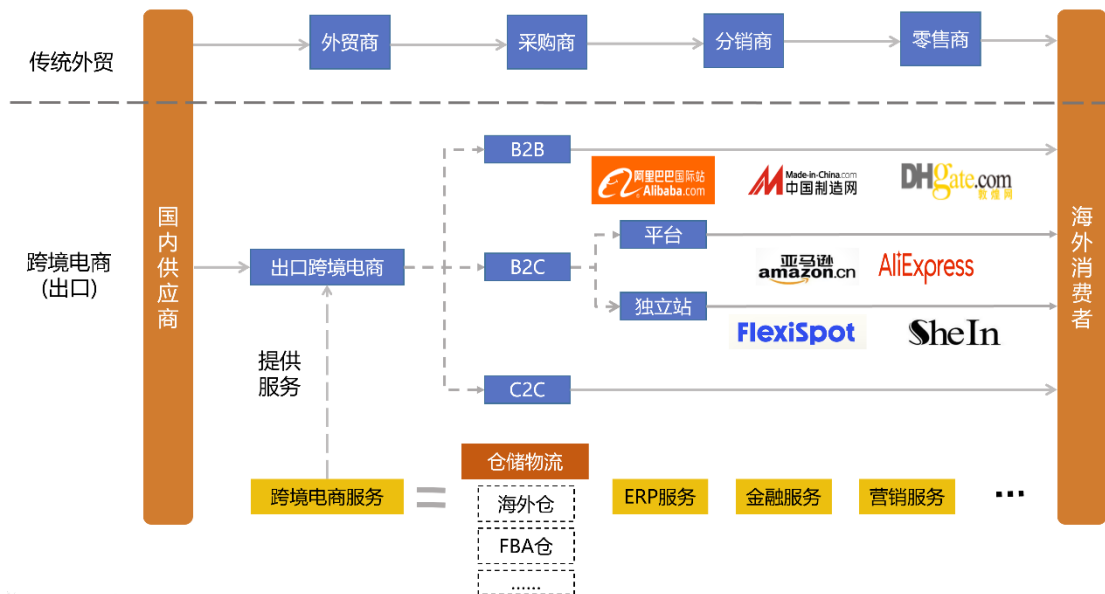 传统外贸
国内供应商
外贸商
采购商
分销商
零售商
海外消费者
跨境电商
(出口)
出口跨境电商
B2B
阿里巴巴国际站
Alibaba.com
Made-in-China.com
中国制造网
DHgate.com
敦煌网
B2C
平台
亚马逊
amazon.cn
AliExpress
独立站
FlexiSpot
SheIn
C2C
提供
服务
跨境电商服务
=
仓储物流
海外仓
FBA仓
......
ERP服务
金融服务
营销服务
...